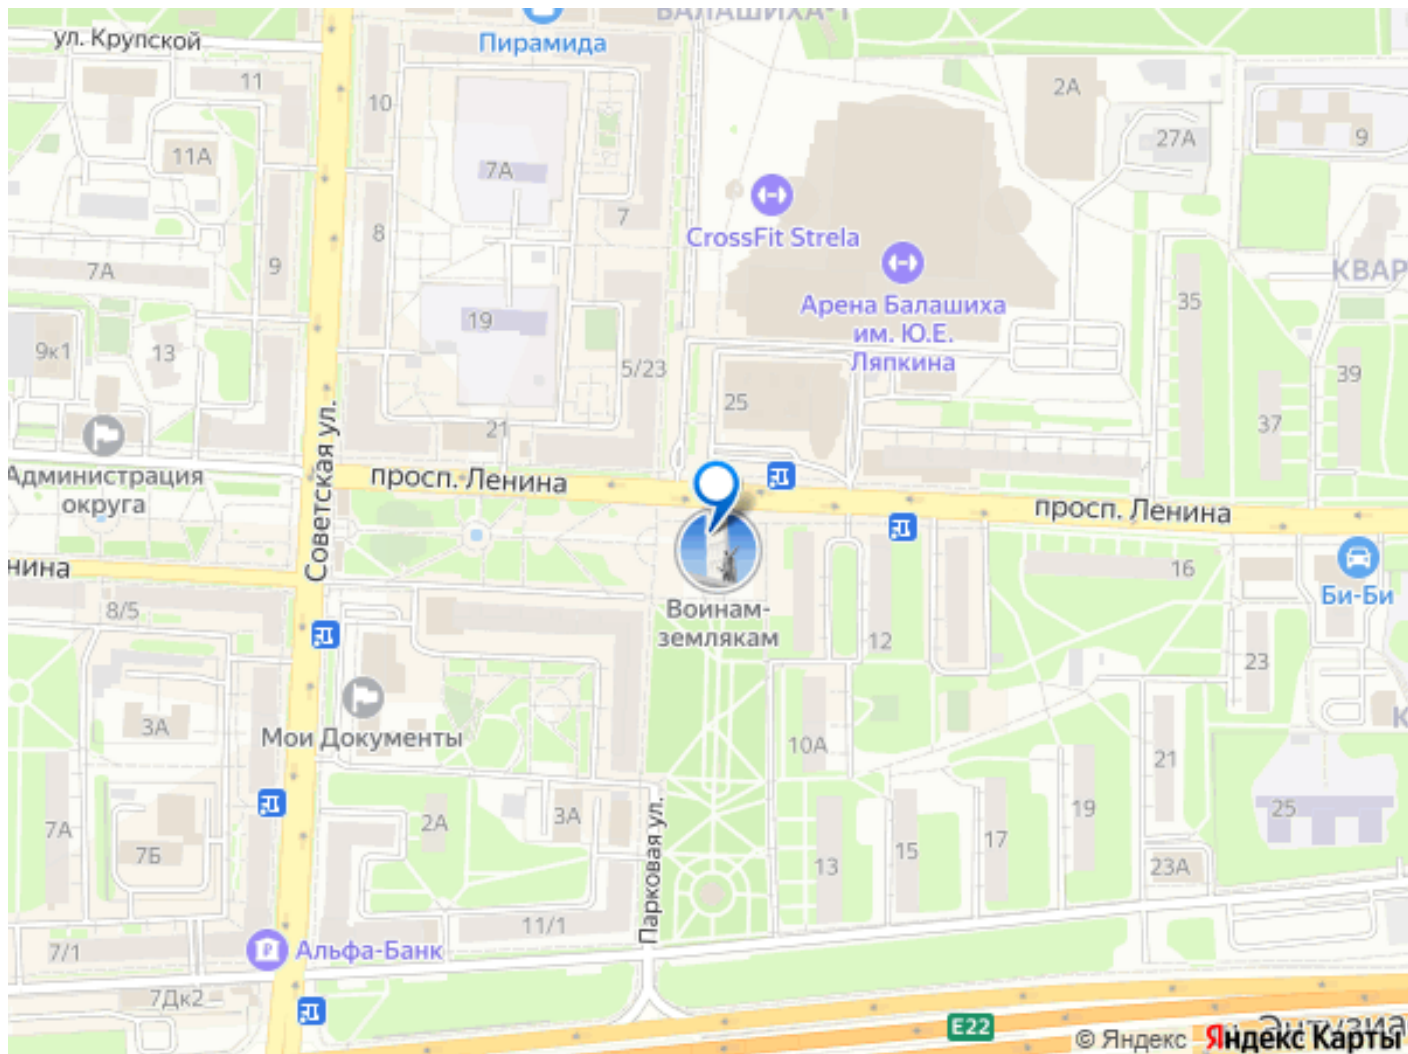 БАЛАШИХА-1
ул. Крупской
Пирамида
11
10
2А
27А
9
11А
7А
7
8
CrossFit Strela
7А
9
КВАР
Арена Балашиха
им. Ю.Е.
Ляпкина
35
19
9к1
13
5/23
25
39
37
21
Администрация
округа
Советская ул.
просп. Ленина
просп. Ленина
нина
16
Би-Би
8/5
Воинам-
землякам
12
23
3А
Мои Документы
10А
21
7А
2А
3А
19
25
7Б
17
15
13
23А
Парковая ул.
11/1
7/1
Альфа-Банк
7Дк2
Е22
© Яндекс
Яндекс Карты